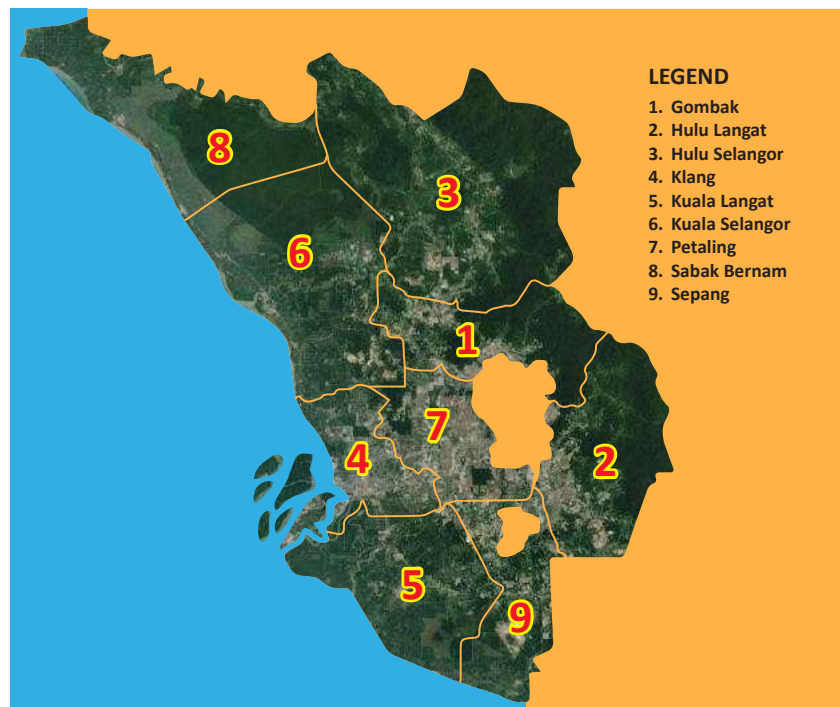 LEGEND
1. Gombak
2. Hulu Langat
3. Hulu Selangor
4. Klang
5. Kuala Langat
6. Kuala Selangor
7. Petaling
8. Sabak Bernam
9. Sepang
8
3
6
1
7
4
2
5
9